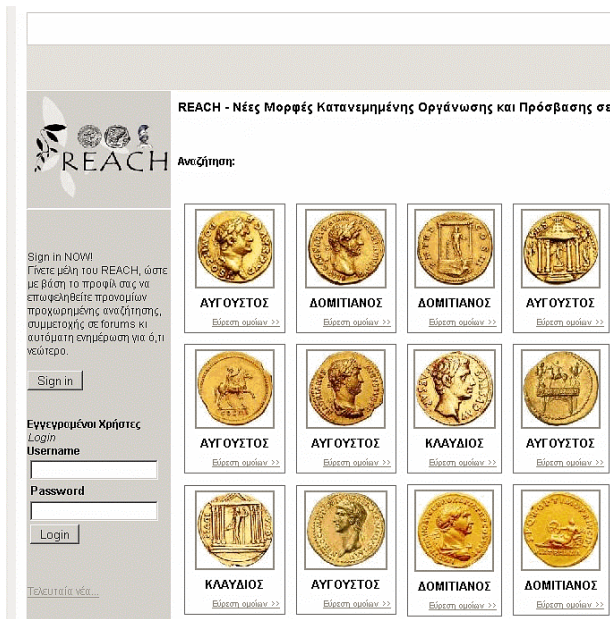 REACH - Νέες Μορφές Κατανεμημένης Οργάνωσης και Πρόσβασης σε
REACH
Αναζήτηση:
Sign in NOW!
Γίνετε μέλη του REACH, ώστε
με βάση το προφίλ σας να
επωφεληθείτε προνομίων
προχωρημένης αναζήτησης,
συμμετοχής σε forums κι
αυτόματη ενημέρωση για ό,τι
νεώτερο.
Sign in
Εγγεγραμένοι Χρήστες
Login
Username
Password
Login
Τελευταία νέα...
ΑΥΓΟΥΣΤΟΣ ΔΟΜΙΤΙΑΝΟΣ ΔΟΜΙΤΙΑΝΟΣ ΑΥΓΟΥΣΤΟΣ
Εύρεση ομοίων >> Εύρεση ομοίων >> Εύρεση ομοίων >> Εύρεση ομοίων >>
ΑΥΓΟΥΣΤΟΣ ΑΥΓΟΥΣΤΟΣ ΚΛΑΥΔΙΟΣ ΑΥΓΟΥΣΤΟΣ
Εύρεση ομοίων >> Εύρεση ομοίων >> Εύρεση ομοίων >> Εύρεση ομοίων >>
ΚΛΑΥΔΙΟΣ ΑΥΓΟΥΣΤΟΣ ΔΟΜΙΤΙΑΝΟΣ ΔΟΜΙΤΙΑΝΟΣ
Εύρεση ομοίων >> Εύρεση ομοίων >> Εύρεση ομοίων >> Εύρεση ομοίων >>